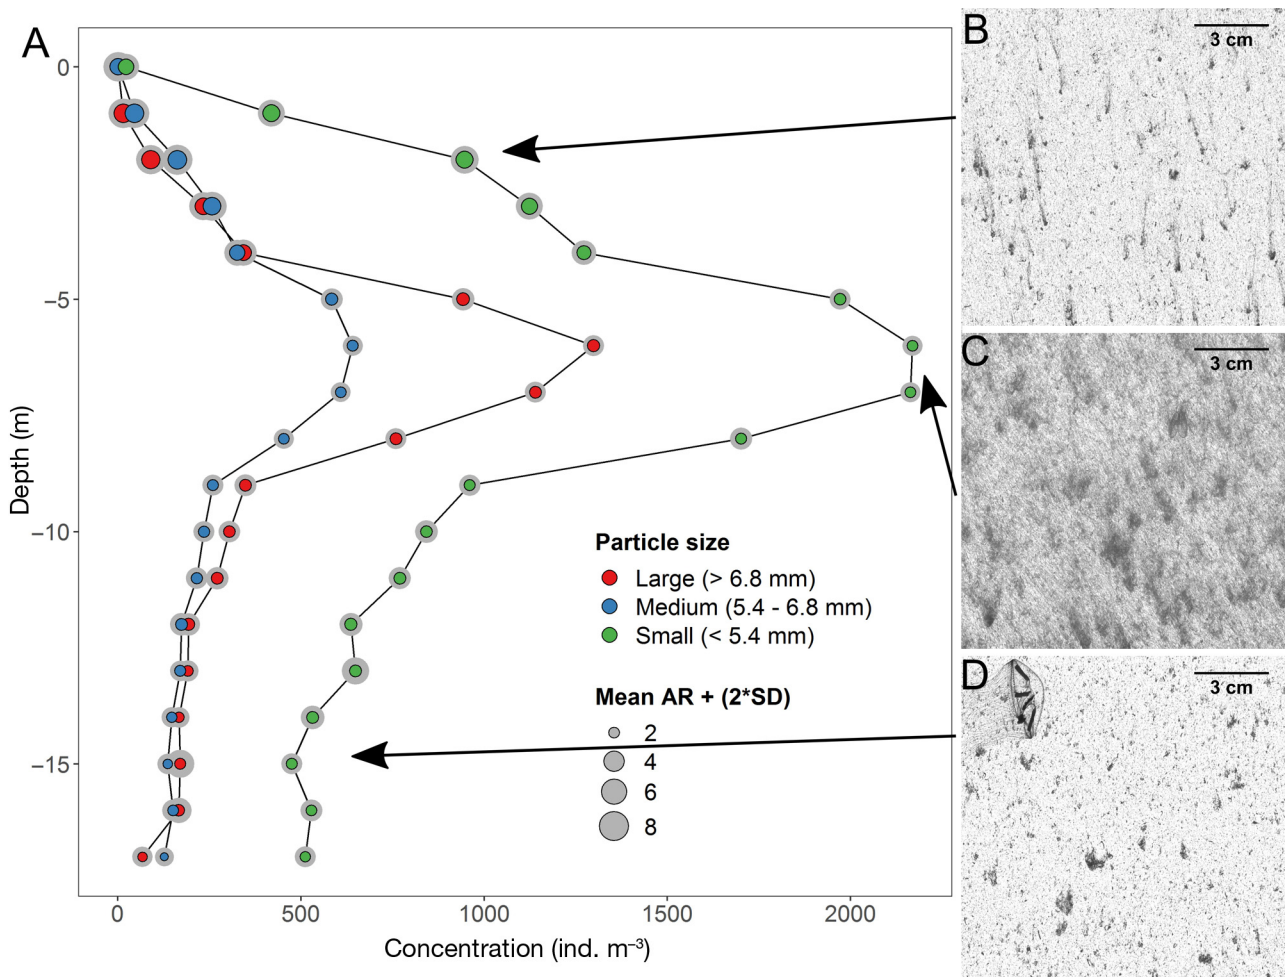 A
0
−5
−10
−15
Depth (m)
0
500
1000
1500
2000
Concentration (ind. m⁻³)
Particle size
Large (> 6.8 mm)
Medium (5.4 - 6.8 mm)
Small (< 5.4 mm)
Mean AR + (2*SD)
2
4
6
8
B
3 cm
C
3 cm
D
3 cm